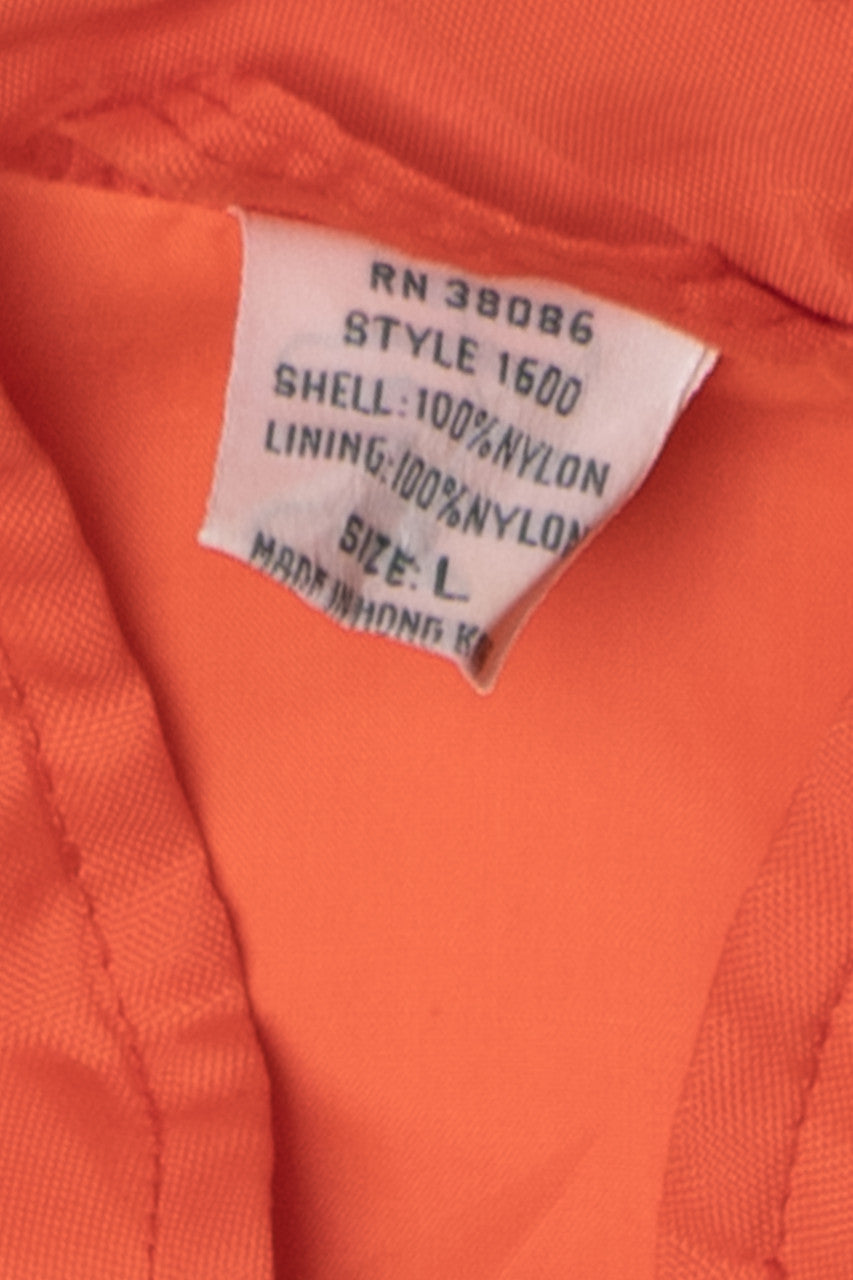 RN 38086
STYLE 1600
SHELL: 100% NYLON
LINING: 100% NYLON
SIZE: L
MADE IN HONG